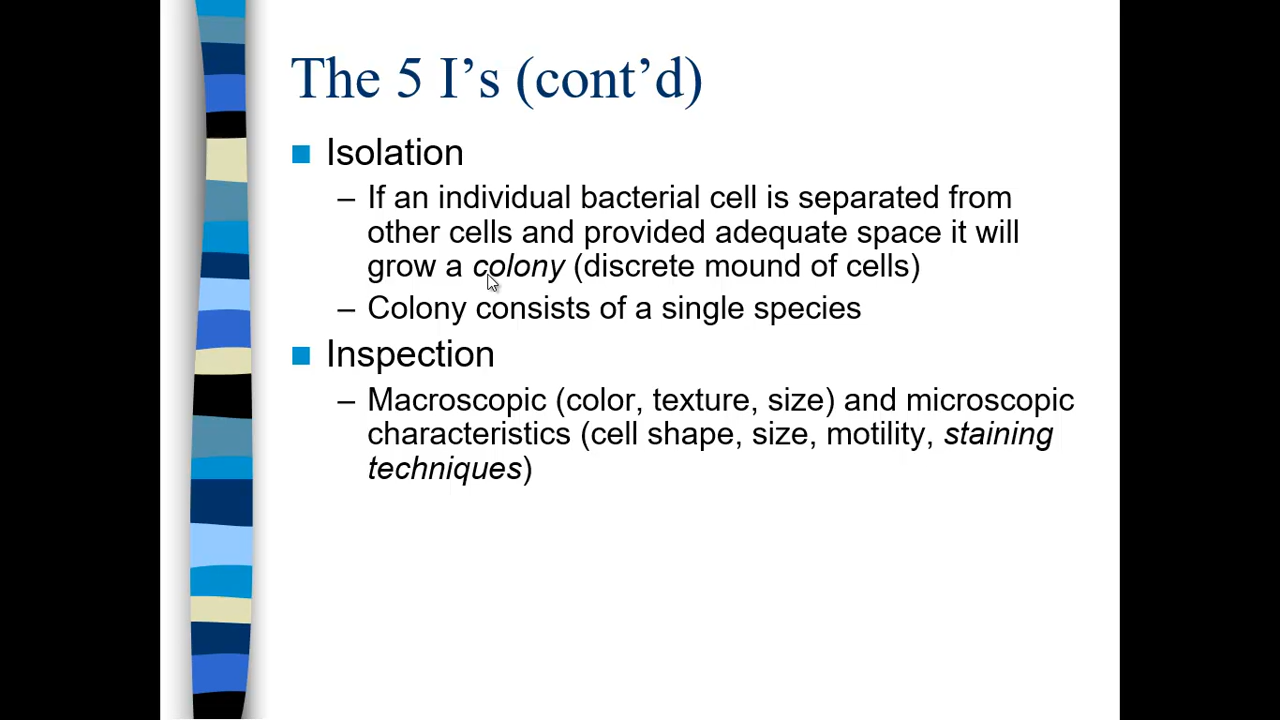 The 5 I’s (cont’d)
Isolation
– If an individual bacterial cell is separated from
other cells and provided adequate space it will
grow a colony (discrete mound of cells)
– Colony consists of a single species
Inspection
– Macroscopic (color, texture, size) and microscopic
characteristics (cell shape, size, motility, staining
techniques)